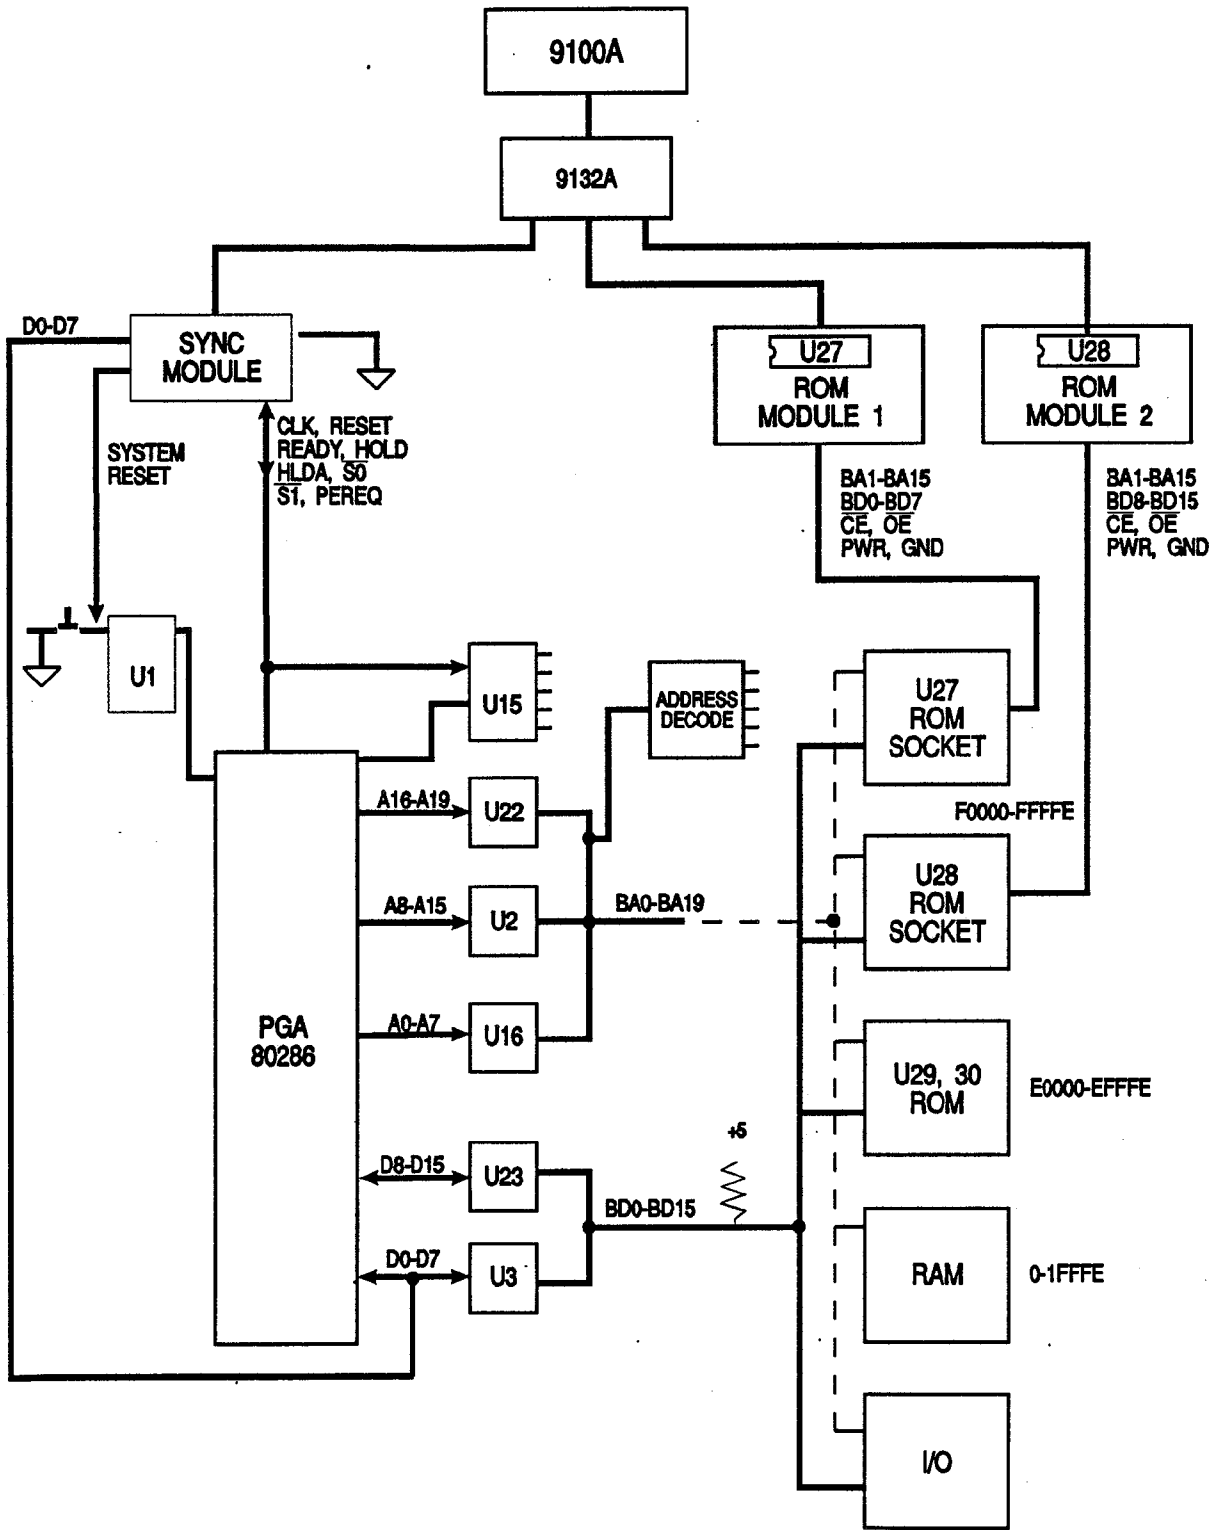 9100A
9132A
D0-D7
SYNC
MODULE
U27
ROM
MODULE 1
U28
ROM
MODULE 2
SYSTEM
RESET
CLK, RESET
READY, HOLD
HLDA, S0
S1, PEREQ
BA1-BA15
BD0-BD7
CE, OE
PWR, GND
BA1-BA15
BD8-BD15
CE, OE
PWR, GND
U1
U15
ADDRESS
DECODE
U27
ROM
SOCKET
A16-A19
U22
F0000-FFFFE
A8-A15
U2
BA0-BA19
U28
ROM
SOCKET
PGA
80286
A0-A7
U16
U29, 30
ROM
E0000-EFFFE
+5
D8-D15
U23
BD0-BD15
D0-D7
U3
RAM
0-1FFFE
I/O